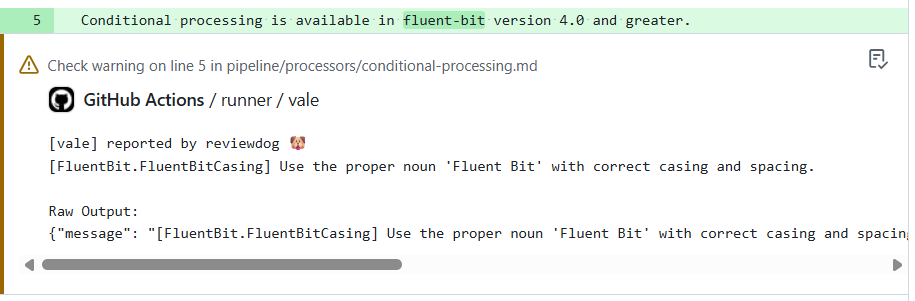 5 Conditional processing is available in fluent-bit version 4.0 and greater.
Check warning on line 5 in pipeline/processors/conditional-processing.md
GitHub Actions / runner / vale
[vale] reported by reviewdog 🐶
[FluentBit.FluentBitCasing] Use the proper noun 'Fluent Bit' with correct casing and spacing.
Raw Output:
{"message": "[FluentBit.FluentBitCasing] Use the proper noun 'Fluent Bit' with correct casing and spacing